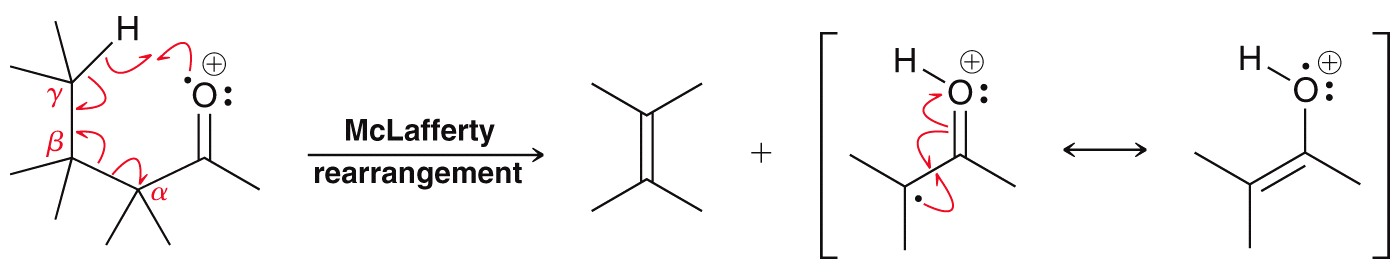 H
γ
β
α
⊕
O
McLafferty
rearrangement
+
H
⊕
O
H
⊕
O